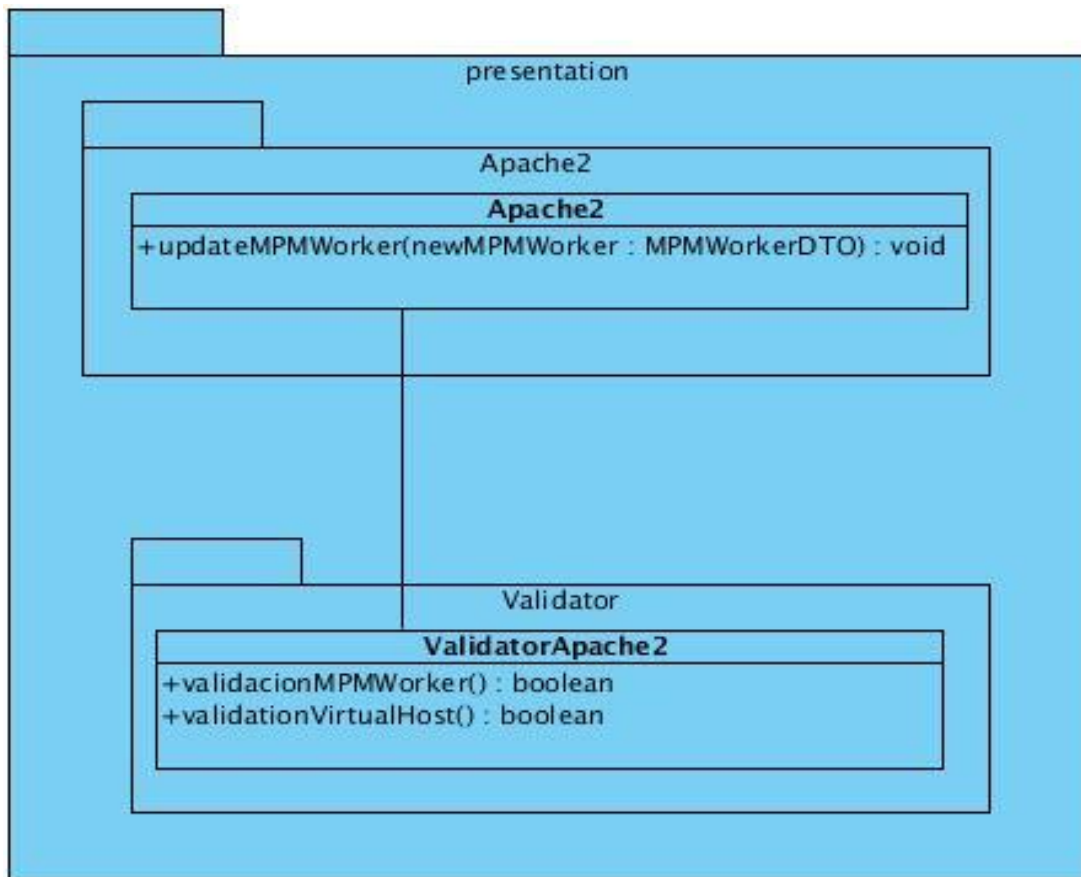 presentation
Apache2
Apache2
+updateMPMWorker(newMPMWorker : MPMWorkerDTO) : void
Validator
ValidatorApache2
+validacionMPMWorker() : boolean
+validationVirtualHost() : boolean